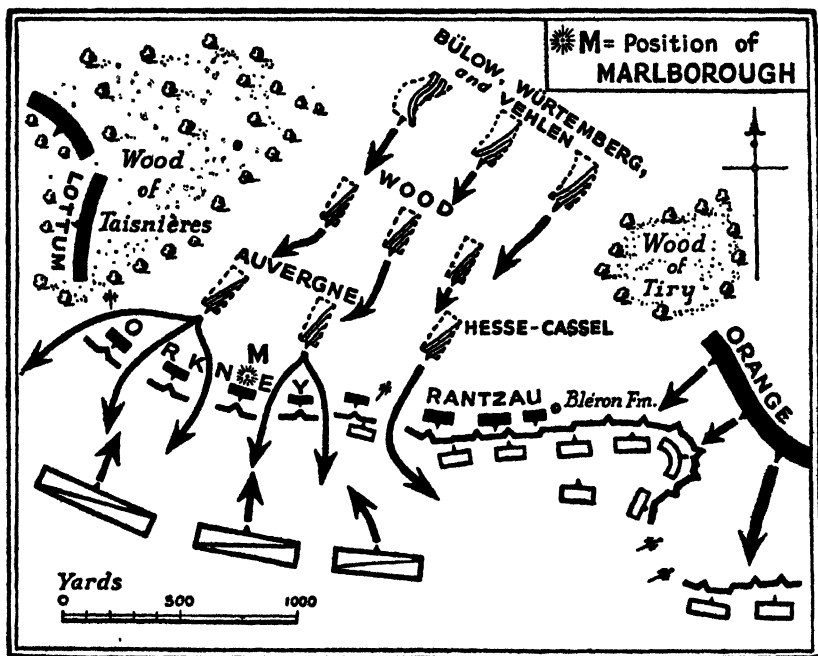 M = Position of
MARLBOROUGH
BÜLOW, WÜRTEMBERG,
and VEHLEN
Wood
of
Taisnières
LOTTUM
WOOD
AUVERGNE
Wood
of
Tiry
HESSE-CASSEL
ORKNEY
M
RANTZAU
Bléron Fm.
ORANGE
Yards
0 500 1000